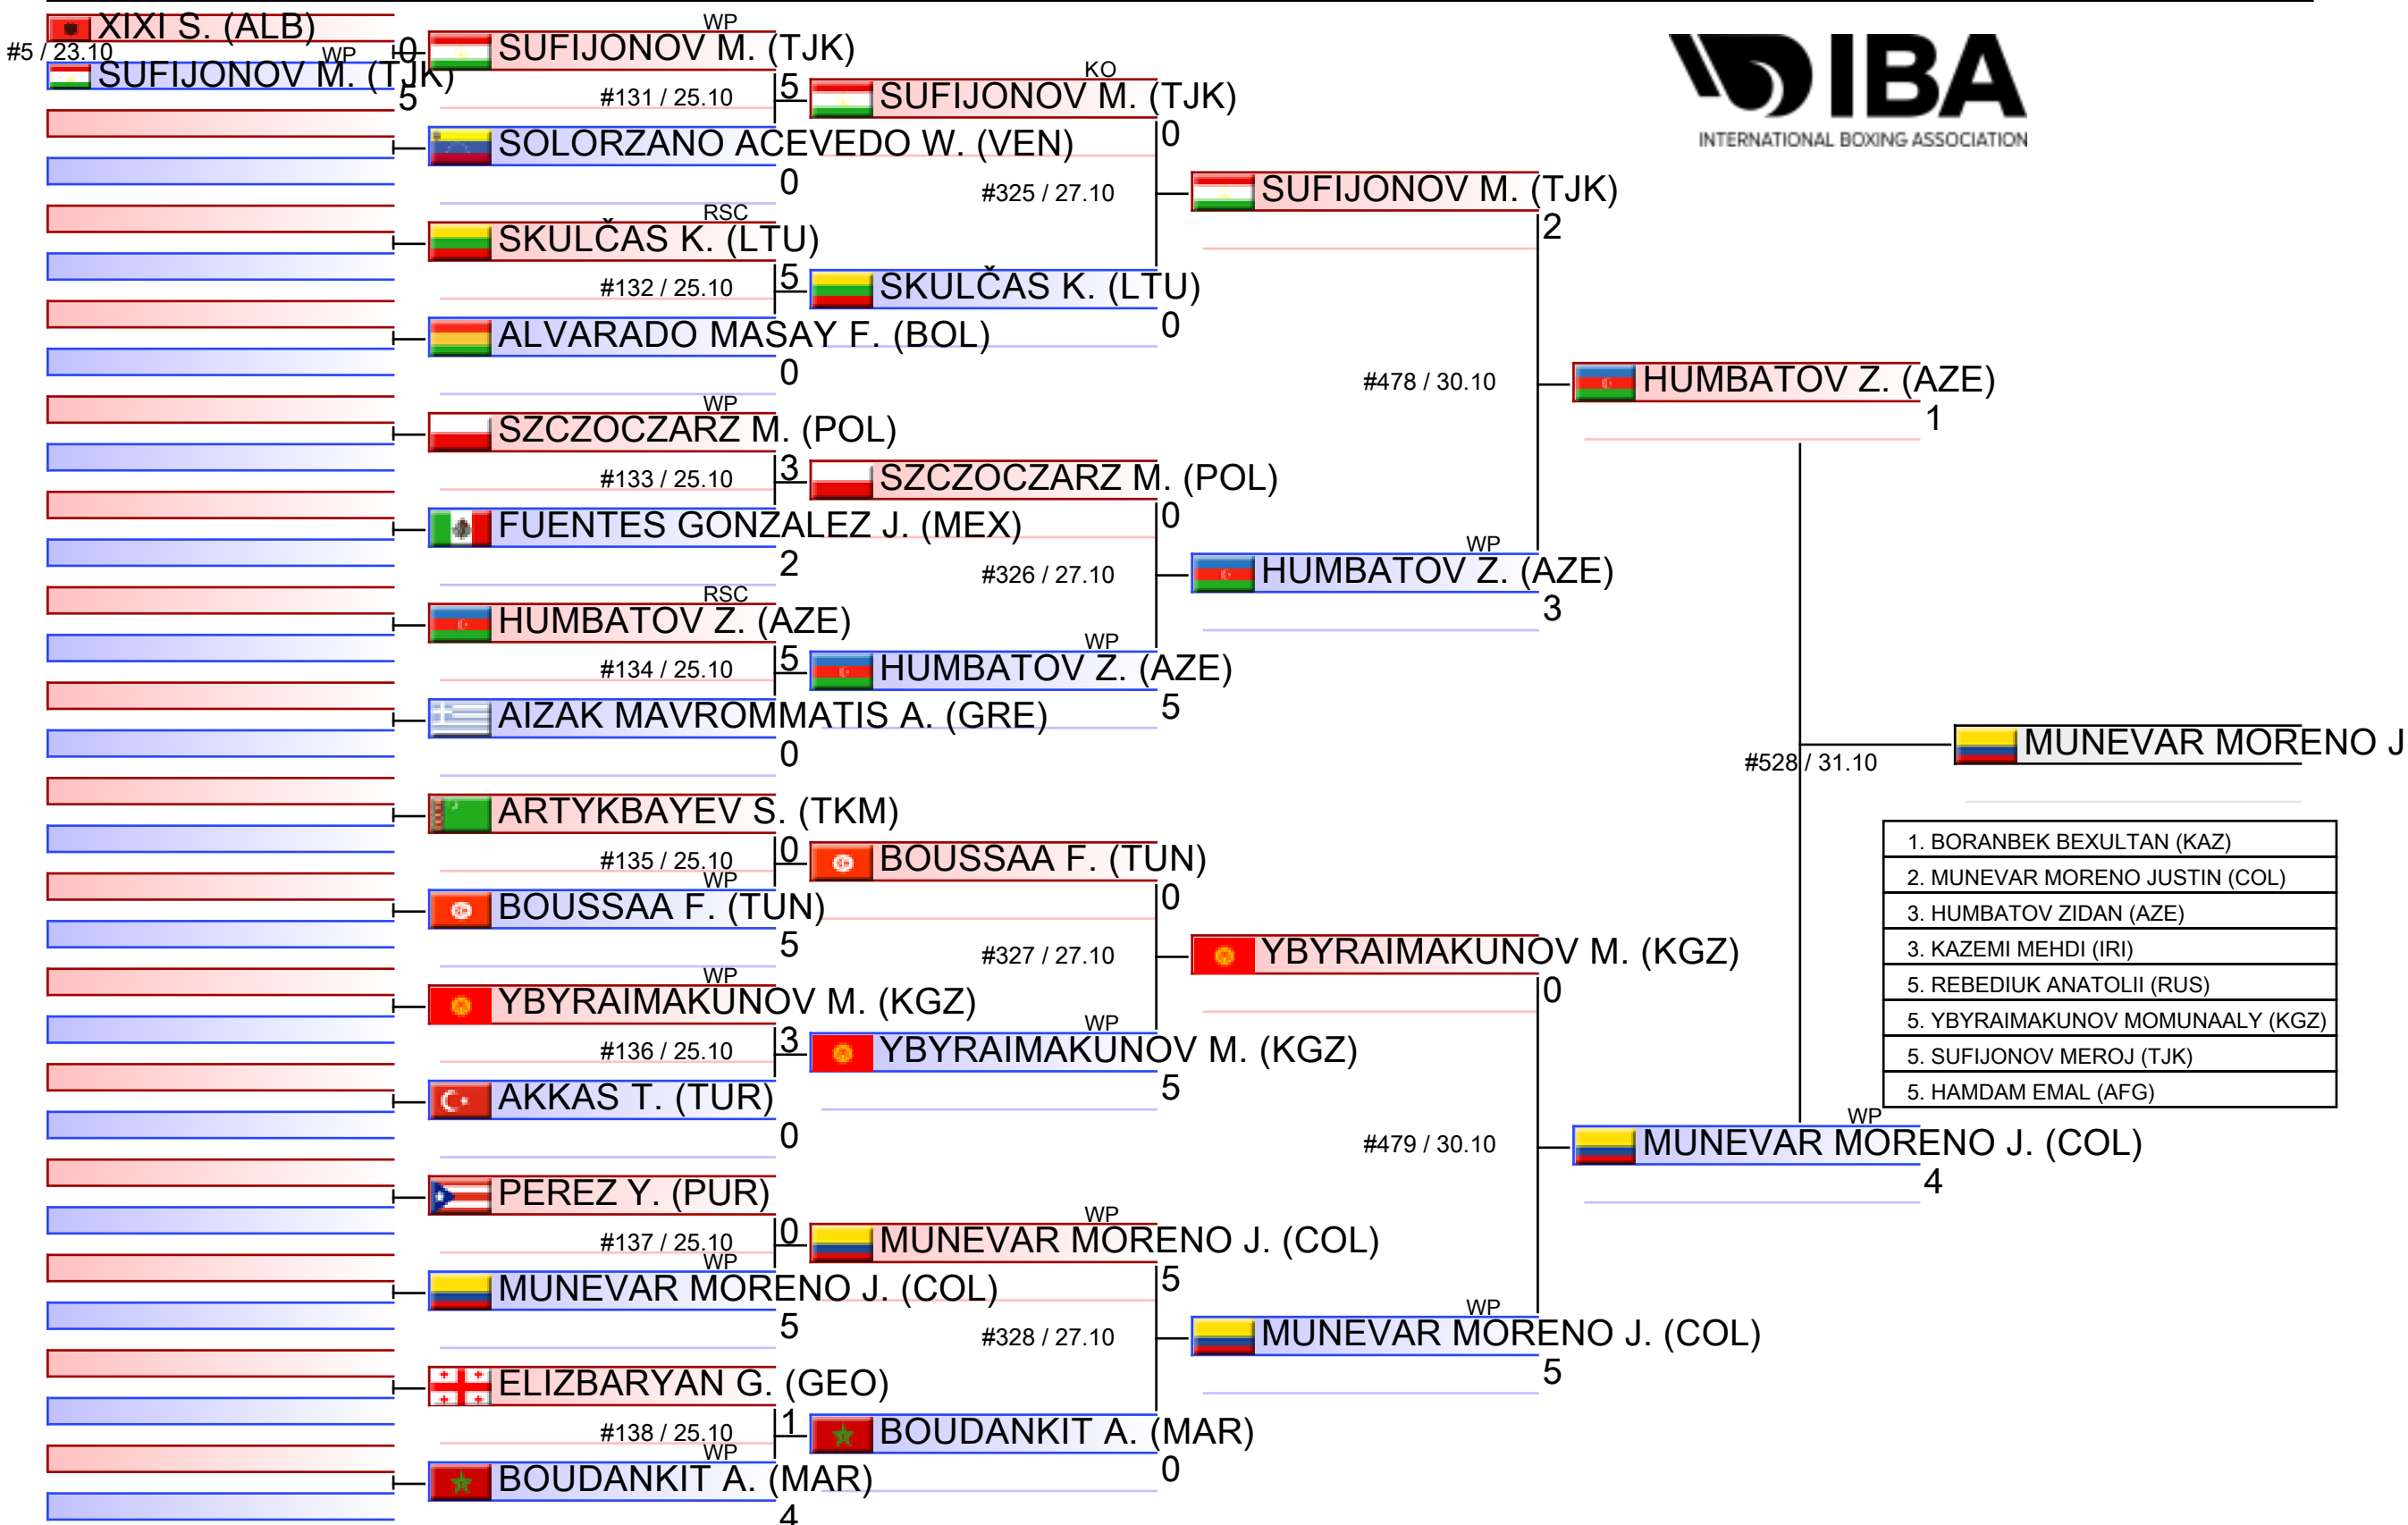 XIXI S. (ALB)
0
#5 / 23.10
WP
SUFIJONOV M. (TJK)
5
WP
SUFIJONOV M. (TJK)
5
#131 / 25.10
SOLORZANO ACEVEDO W. (VEN)
0
RSC
SKULČAS K. (LTU)
5
#132 / 25.10
ALVARADO MASAY F. (BOL)
0
WP
SZCZOCZARZ M. (POL)
3
#133 / 25.10
FUENTES GONZALEZ J. (MEX)
2
RSC
HUMBATOV Z. (AZE)
5
#134 / 25.10
AIZAK MAVROMMATIS A. (GRE)
0
ARTYKBAYEV S. (TKM)
0
#135 / 25.10
WP
BOUSSAA F. (TUN)
5
WP
YBYRAIMAKUNOV M. (KGZ)
3
#136 / 25.10
AKKAS T. (TUR)
0
PEREZ Y. (PUR)
0
#137 / 25.10
WP
MUNEVAR MORENO J. (COL)
5
ELIZBARYAN G. (GEO)
1
#138 / 25.10
WP
BOUDANKIT A. (MAR)
4
KO
SUFIJONOV M. (TJK)
0
#325 / 27.10
SKULČAS K. (LTU)
0
SZCZOCZARZ M. (POL)
0
#326 / 27.10
WP
HUMBATOV Z. (AZE)
5
BOUSSAA F. (TUN)
0
#327 / 27.10
WP
YBYRAIMAKUNOV M. (KGZ)
5
WP
MUNEVAR MORENO J. (COL)
5
#328 / 27.10
BOUDANKIT A. (MAR)
0
SUFIJONOV M. (TJK)
2
#478 / 30.10
WP
HUMBATOV Z. (AZE)
3
YBYRAIMAKUNOV M. (KGZ)
0
#479 / 30.10
WP
MUNEVAR MORENO J. (COL)
5
HUMBATOV Z. (AZE)
1
#528 / 31.10
WP
MUNEVAR MORENO J. (COL)
4
IBA
INTERNATIONAL BOXING ASSOCIATION
MUNEVAR MORENO J
1. BORANBEK BEXULTAN (KAZ)
2. MUNEVAR MORENO JUSTIN (COL)
3. HUMBATOV ZIDAN (AZE)
3. KAZEMI MEHDI (IRI)
5. REBEDIUK ANATOLII (RUS)
5. YBYRAIMAKUNOV MOMUNAALY (KGZ)
5. SUFIJONOV MEROJ (TJK)
5. HAMDAM EMAL (AFG)